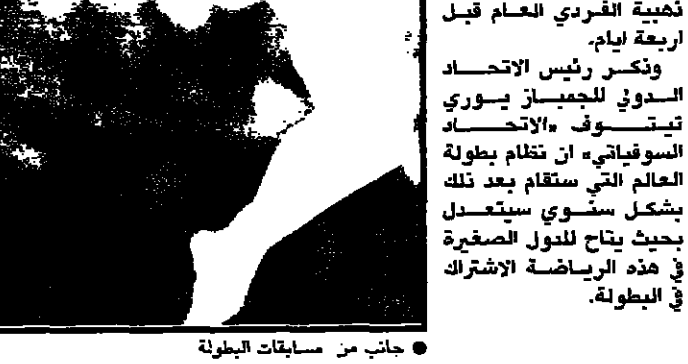 ذهبية الفردي العام قبل
اربعة ايام.
وذكر رئيس الاتحاد
الدولي للجمباز يوري
تيتوف «الاتحاد
السوفياتي» ان نظام بطولة
العالم التي ستقام بعد ذلك
بشكل سنوي سيتعدل
بحيث يتاح للدول الصغيرة
في هذه الرياضة الاشتراك
في البطولة.
● جانب من مسابقات البطولة